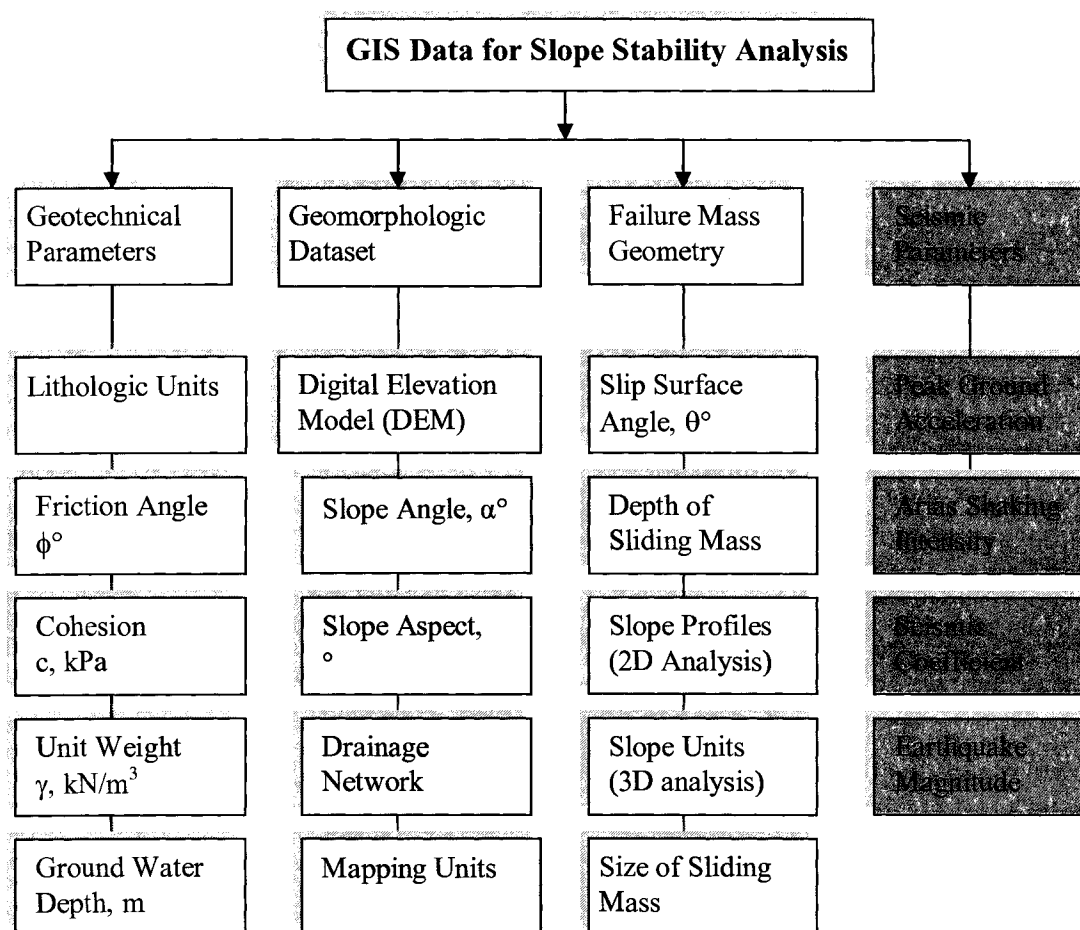 GIS Data for Slope Stability Analysis
Geotechnical
Parameters
Lithologic Units
Friction Angle
ϕ°
Cohesion
c, kPa
Unit Weight
γ, kN/m³
Ground Water
Depth, m
Geomorphologic
Dataset
Digital Elevation
Model (DEM)
Slope Angle, α°
Slope Aspect,
°
Drainage
Network
Mapping Units
Failure Mass
Geometry
Slip Surface
Angle, θ°
Depth of
Sliding Mass
Slope Profiles
(2D Analysis)
Slope Units
(3D analysis)
Size of Sliding
Mass
Seismic
Parameters
Peak Ground
Acceleration
Arias Shaking
Intensity
Seismic
Coefficient
Earthquake
Magnitude